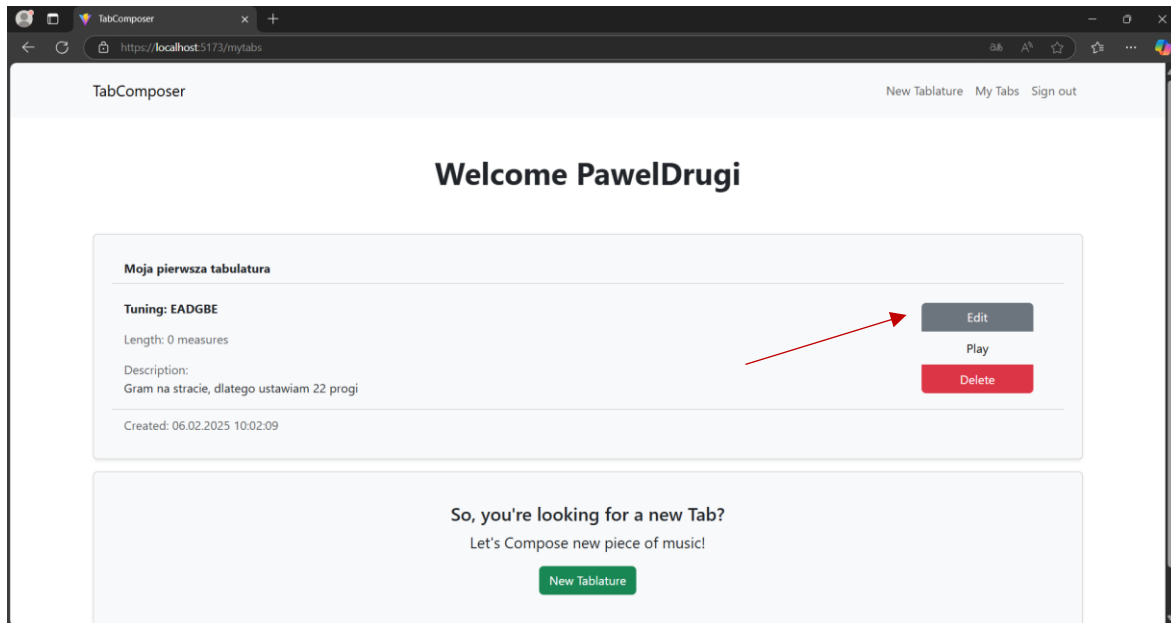 TabComposer
https://localhost:5173/mytabs
TabComposer
New Tablature My Tabs Sign out
Welcome PawelDrugi
Moja pierwsza tabulatura
Tuning: EADGBE
Length: 0 measures
Description:
Gram na stracie, dlatego ustawiam 22 progi
Created: 06.02.2025 10:02:09
Edit
Play
Delete
So, you're looking for a new Tab?
Let's Compose new piece of music!
New Tablature